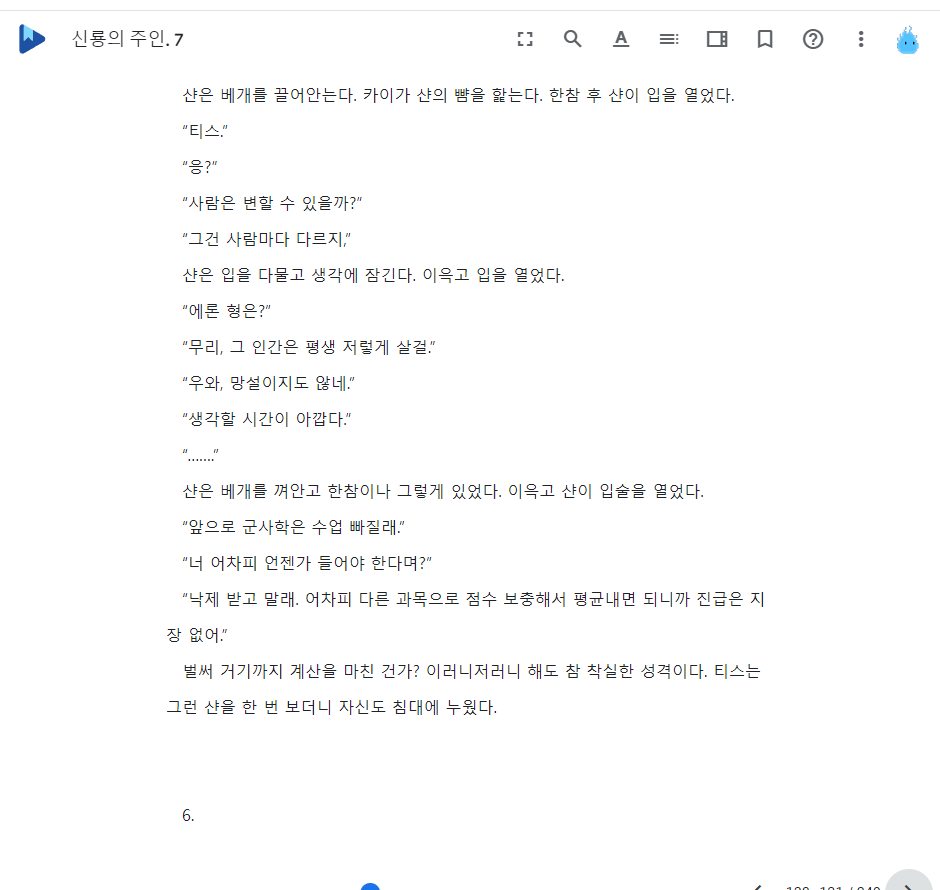 신룡의 주인. 7
샨은 베개를 끌어안는다. 카이가 샨의 뺨을 핥는다. 한참 후 샨이 입을 열었다.
“티스.”
“응?”
“사람은 변할 수 있을까?”
“그건 사람마다 다르지,”
샨은 입을 다물고 생각에 잠긴다. 이윽고 입을 열었다.
“에론 형은?”
“무리, 그 인간은 평생 저렇게 살걸.”
“우와, 망설이지도 않네.”
“생각할 시간이 아깝다.”
“…….”
샨은 베개를 껴안고 한참이나 그렇게 있었다. 이윽고 샨이 입술을 열었다.
“앞으로 군사학은 수업 빠질래.”
“너 어차피 언젠가 들어야 한다며?”
“낙제 받고 말래. 어차피 다른 과목으로 점수 보충해서 평균내면 되니까 진급은 지
장 없어.”
벌써 거기까지 계산을 마친 건가? 이러니저러니 해도 참 착실한 성격이다. 티스는
그런 샨을 한 번 보더니 자신도 침대에 누웠다.
6.